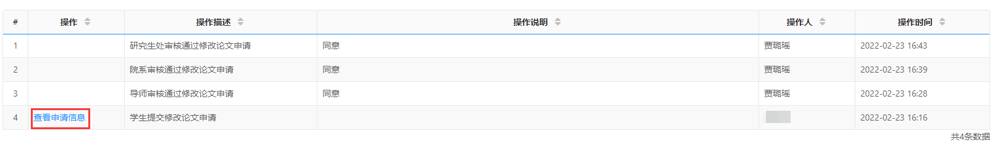 # 操作 操作描述 操作说明 操作人 操作时间
1 研究生处审核通过修改论文申请 同意 贾璐瑶 2022-02-23 16:43
2 院系审核通过修改论文申请 同意 贾璐瑶 2022-02-23 16:39
3 导师审核通过修改论文申请 同意 贾璐瑶 2022-02-23 16:28
4 查看申请信息 学生提交修改论文申请 2022-02-23 16:16
共4条数据